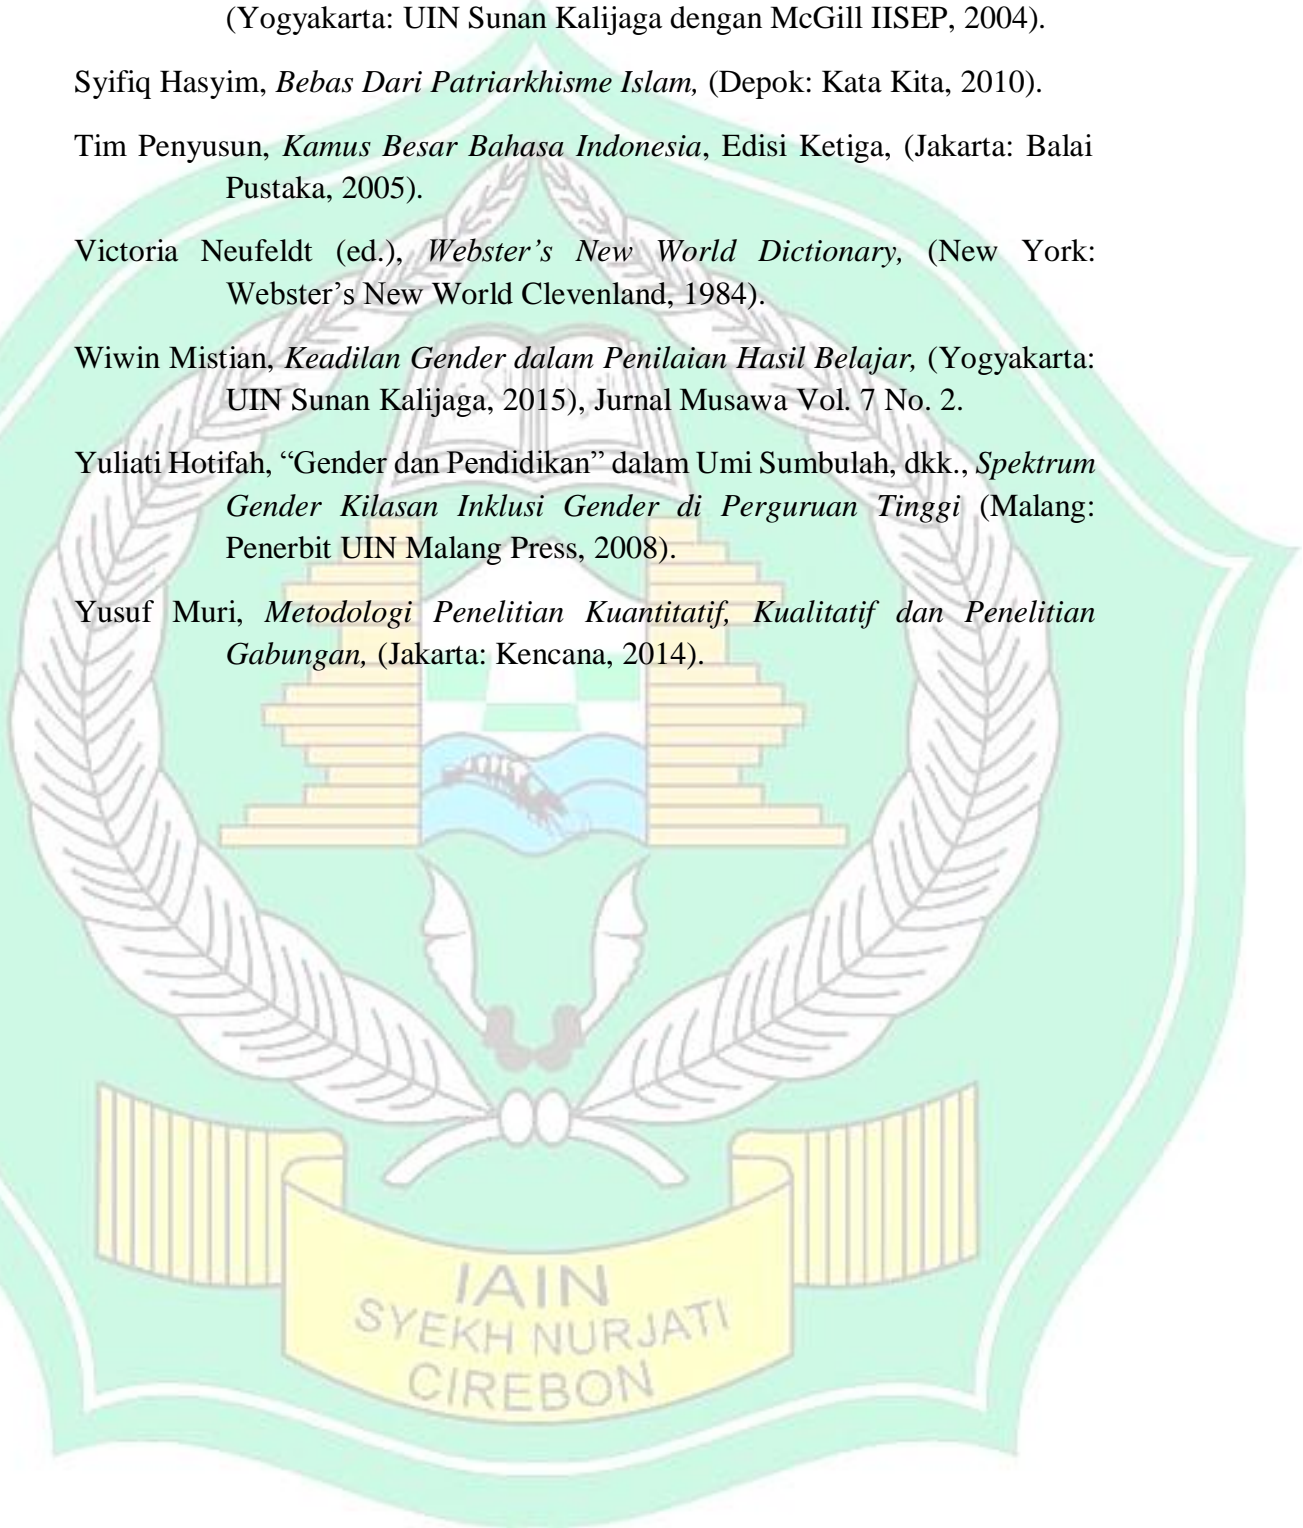 (Yogyakarta: UIN Sunan Kalijaga dengan McGill IISEP, 2004).
Syifiq Hasyim, Bebas Dari Patriarkhisme Islam, (Depok: Kata Kita, 2010).
Tim Penyusun, Kamus Besar Bahasa Indonesia, Edisi Ketiga, (Jakarta: Balai
Pustaka, 2005).
Victoria Neufeldt (ed.), Webster’s New World Dictionary, (New York:
Webster’s New World Clevenland, 1984).
Wiwin Mistian, Keadilan Gender dalam Penilaian Hasil Belajar, (Yogyakarta:
UIN Sunan Kalijaga, 2015), Jurnal Musawa Vol. 7 No. 2.
Yuliati Hotifah, “Gender dan Pendidikan” dalam Umi Sumbulah, dkk., Spektrum
Gender Kilasan Inklusi Gender di Perguruan Tinggi (Malang:
Penerbit UIN Malang Press, 2008).
Yusuf Muri, Metodologi Penelitian Kuantitatif, Kualitatif dan Penelitian
Gabungan, (Jakarta: Kencana, 2014).
IAIN
SYEKH NURJATI
CIREBON